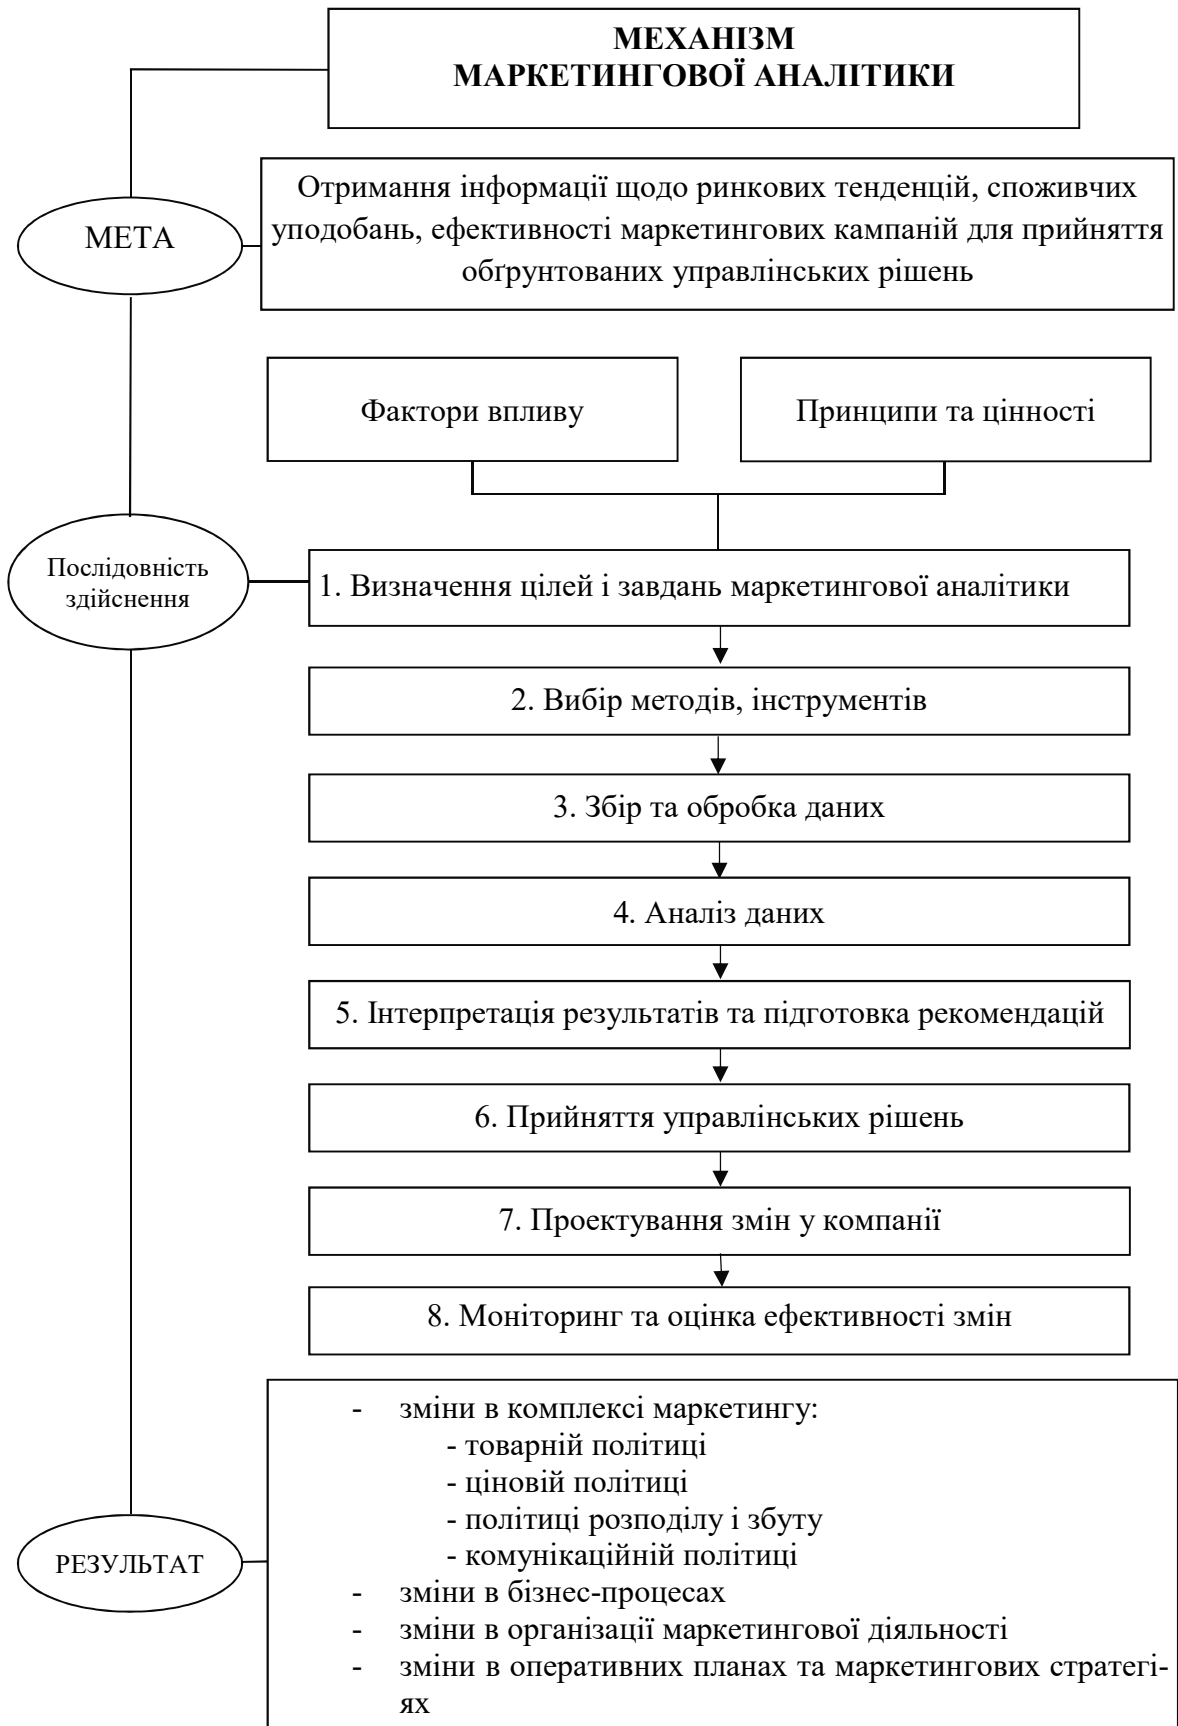 МЕХАНІЗМ
МАРКЕТИНГОВОЇ АНАЛІТИКИ
МЕТА
Отримання інформації щодо ринкових тенденцій, споживчих
уподобань, ефективності маркетингових кампаній для прийняття
обґрунтованих управлінських рішень
Фактори впливу
Принципи та цінності
Послідовність
здійснення
1. Визначення цілей і завдань маркетингової аналітики
2. Вибір методів, інструментів
3. Збір та обробка даних
4. Аналіз даних
5. Інтерпретація результатів та підготовка рекомендацій
6. Прийняття управлінських рішень
7. Проектування змін у компанії
8. Моніторинг та оцінка ефективності змін
РЕЗУЛЬТАТ
- зміни в комплексі маркетингу:
- товарній політиці
- ціновій політиці
- політиці розподілу і збуту
- комунікаційній політиці
- зміни в бізнес-процесах
- зміни в організації маркетингової діяльності
- зміни в оперативних планах та маркетингових стратегі-
ях